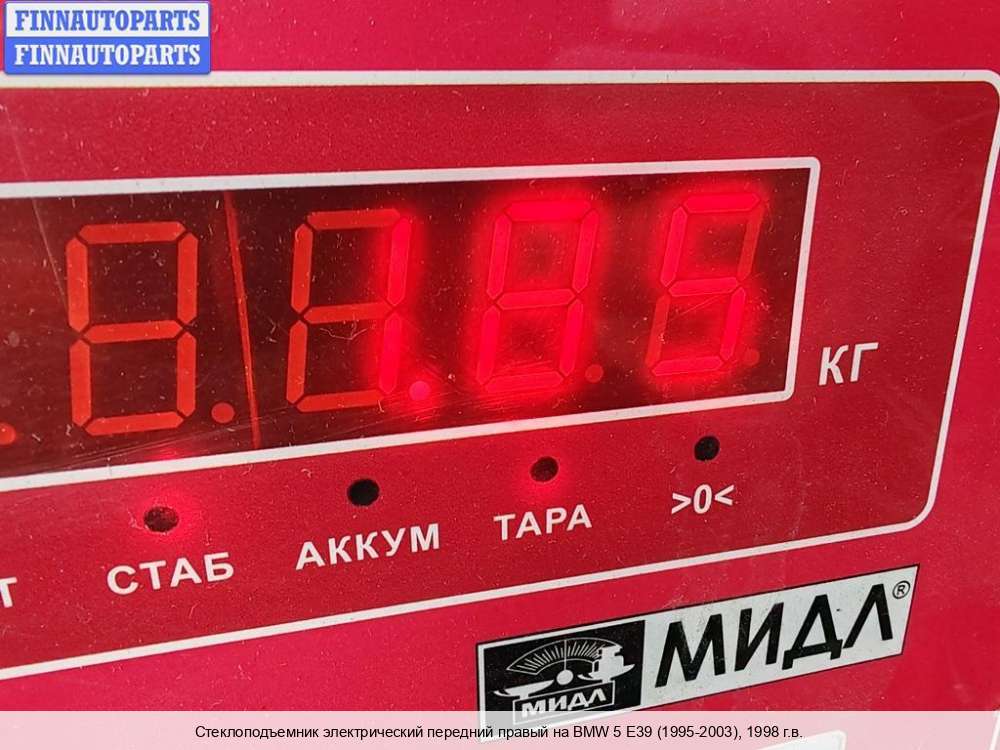 FINNAUTOPARTS
FINNAUTOPARTS
1.05
КГ
Т
СТАБ
АККУМ
ТАРА
>0<
МИДЛ
МИДЛ®
Стеклоподъемник электрический передний правый на BMW 5 E39 (1995-2003), 1998 г.в.